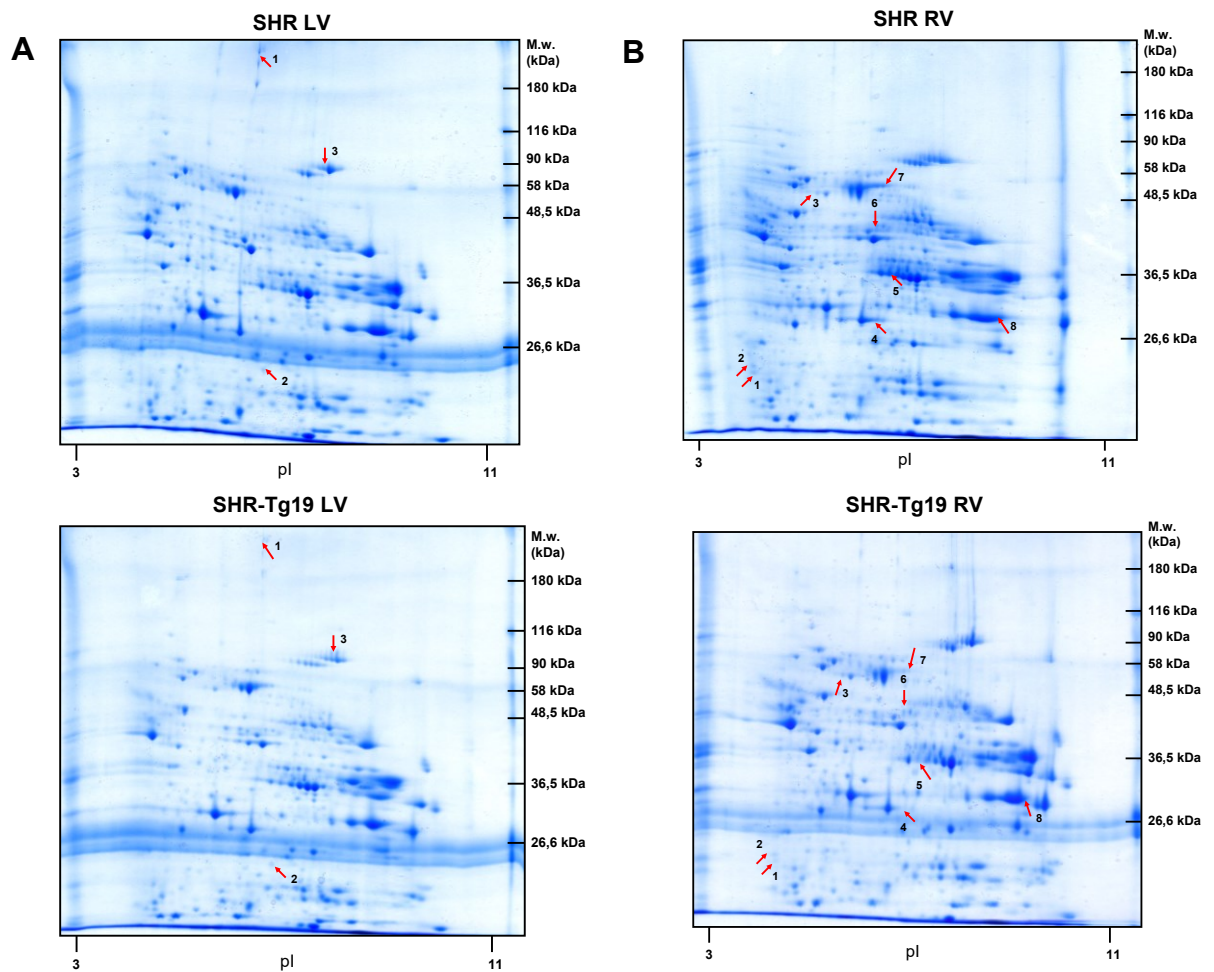 A
SHR LV
M.w.
(kDa)
1
180 kDa
116 kDa
3
90 kDa
58 kDa
48,5 kDa
36,5 kDa
26,6 kDa
2
3
pI
11
B
SHR RV
M.w.
(kDa)
180 kDa
116 kDa
90 kDa
7
58 kDa
3
6
48,5 kDa
36,5 kDa
5
8
4
26,6 kDa
2
1
3
pI
11
SHR-Tg19 LV
M.w.
(kDa)
1
180 kDa
116 kDa
3
90 kDa
58 kDa
48,5 kDa
36,5 kDa
26,6 kDa
2
3
pI
11
SHR-Tg19 RV
M.w.
(kDa)
180 kDa
116 kDa
90 kDa
7
58 kDa
6
3
48,5 kDa
36,5 kDa
5
8
4
26,6 kDa
2
1
3
pI
11